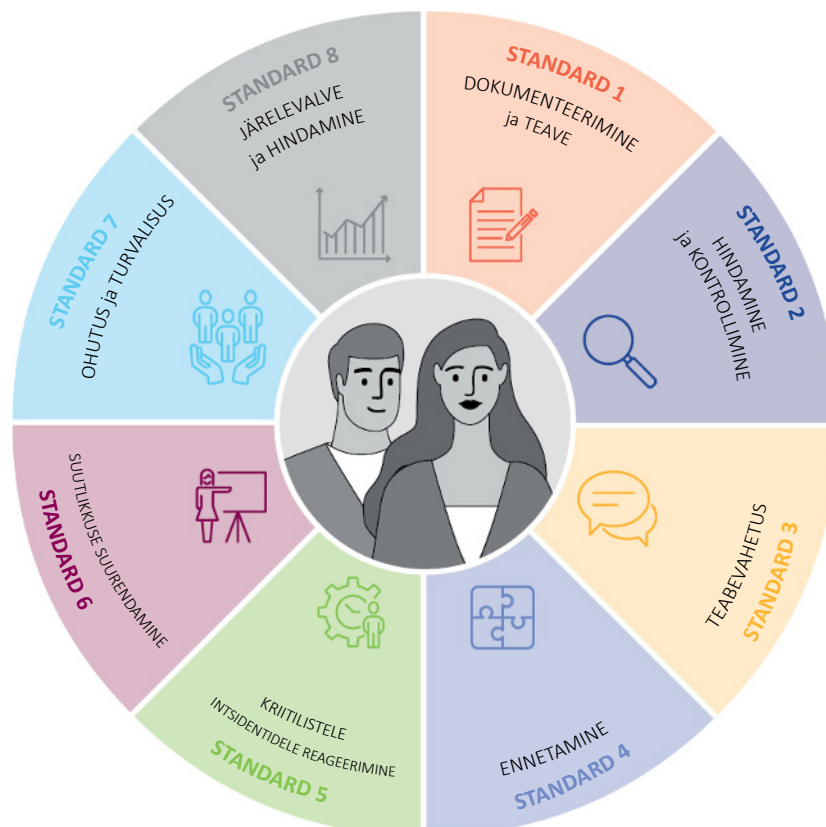 STANDARD 1
DOKUMENTEERIMINE
ja TEAVE
STANDARD 2
HINDAMINE
ja KONTROLLIMINE
TEABEVAHETUS
STANDARD 3
ENNETAMINE
STANDARD 4
KRIITILISTELE
INTSIDENTIDELE REAGEERIMINE
STANDARD 5
SUUTLIKKUSE SUURENDAMINE
STANDARD 6
STANDARD 7
OHUTUS ja TURVALISUS
STANDARD 8
JÄRELEVALVE
ja HINDAMINE